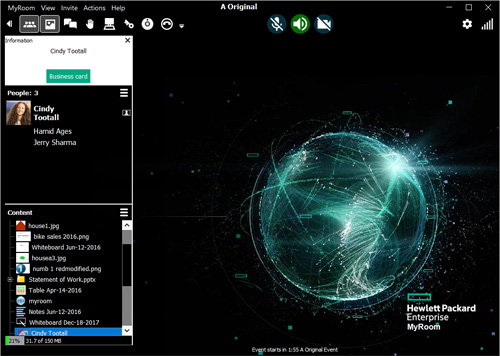 MyRoom View Invite Actions Help
A Original
Information
Cindy Tootall
Business card
People: 3
Cindy
Tootall
Hamid Ages
Jerry Sharma
Content
house1.jpg
bike sales 2016.png
Whiteboard Jun-12-2016
housea3.jpg
numb 1 redmodified.png
Statement of Work.pptx
Table Apr-14-2016
myroom
Notes Jun-12-2016
Whiteboard Dec-18-2017
Cindy Tootall
21% 31.7 of 150 MB
Hewlett Packard
Enterprise
MyRoom
Event starts in 1:55 A Original Event